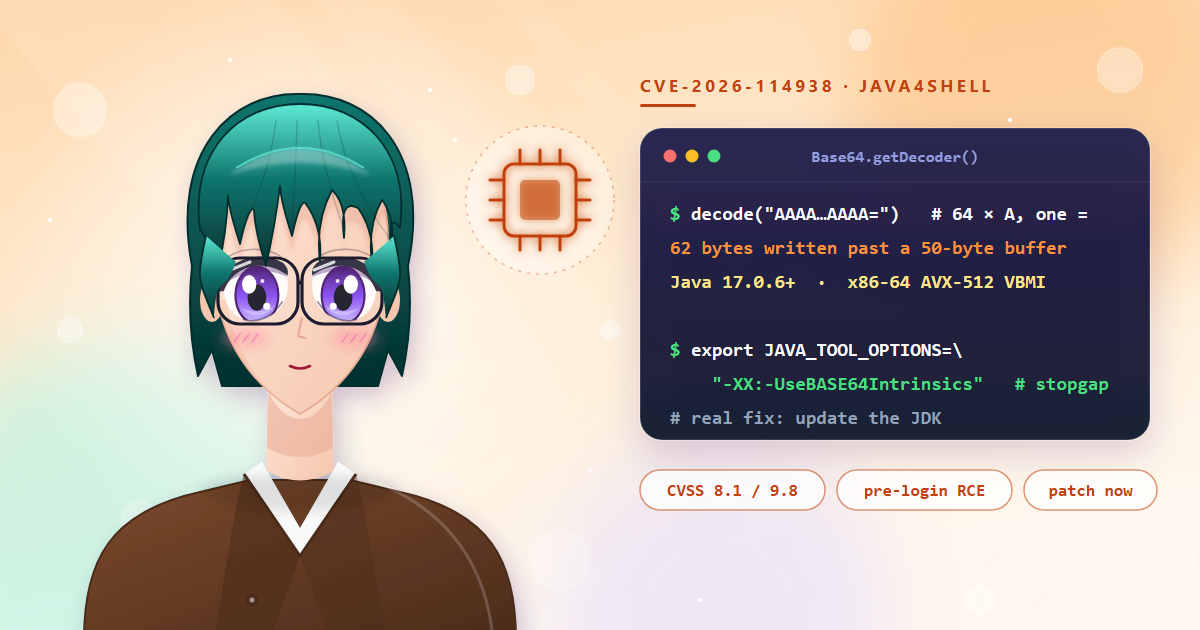 CVE-2026-114938 · JAVA4SHELL
Base64.getDecoder()
$ decode("AAAA…AAAA=")   # 64 × A, one =
62 bytes written past a 50-byte buffer
Java 17.0.6+  ·  x86-64 AVX-512 VBMI
$ export JAVA_TOOL_OPTIONS=\
"-XX:-UseBASE64Intrinsics"   # stopgap
# real fix: update the JDK
CVSS 8.1 / 9.8
pre-login RCE
patch now